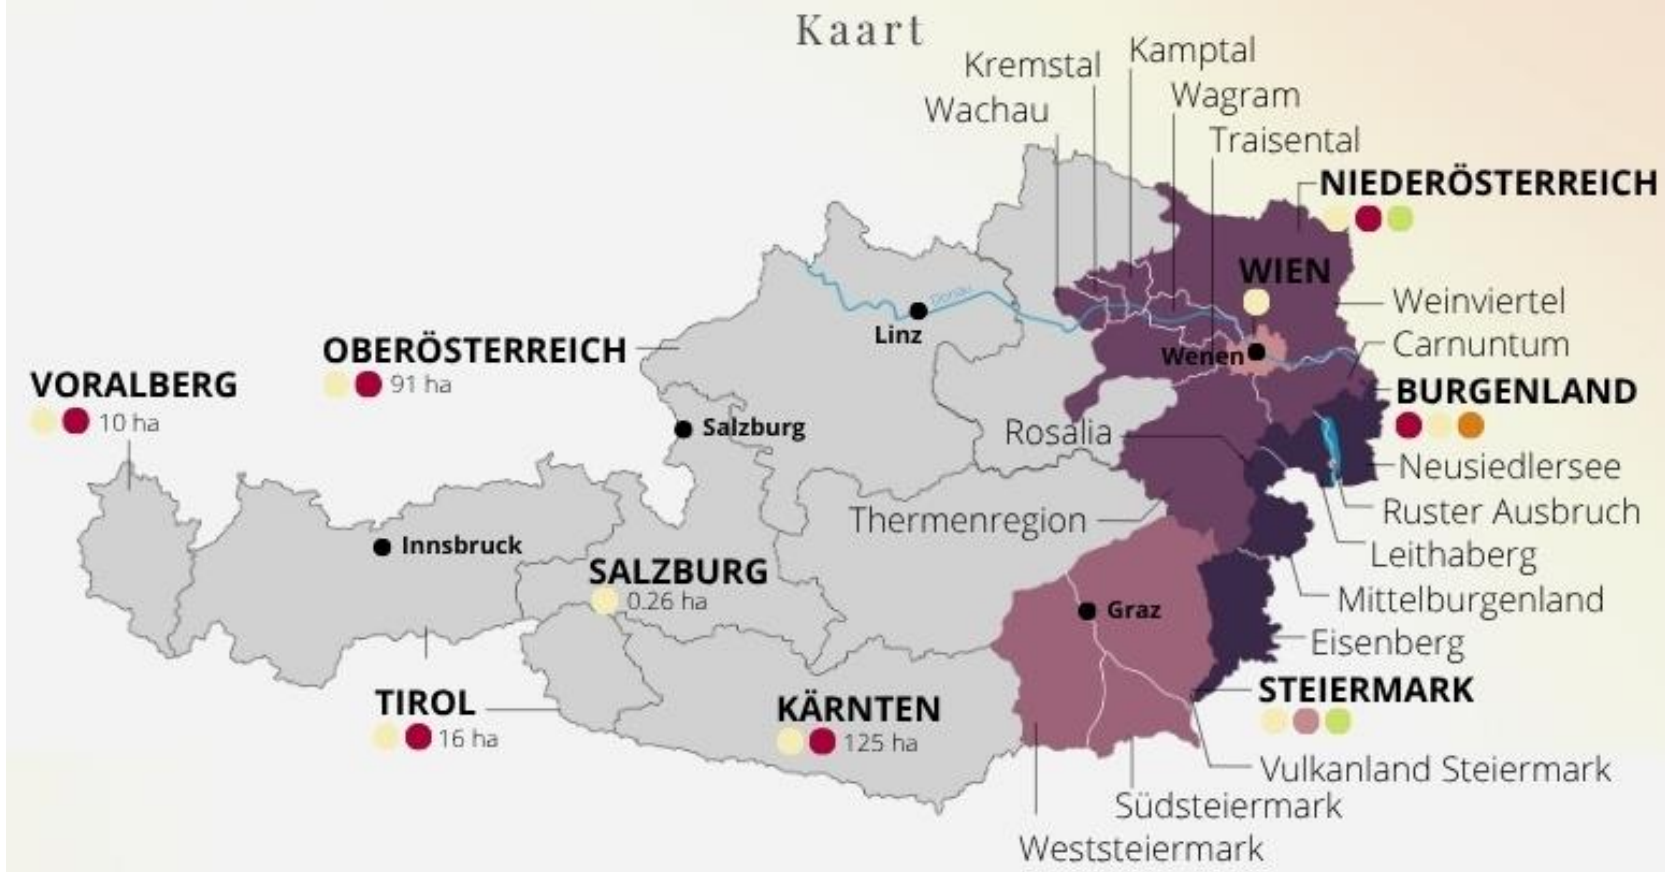 Kaart
Kamptal
Kremstal
Wagram
Wachau
Traisental
NIEDERÖSTERREICH
WIEN
Donau
Weinviertel
Linz
Carnuntum
OBERÖSTERREICH
91 ha
Wenen
VORALBERG
10 ha
BURGENLAND
Salzburg
Rosalia
Neusiedlersee
Ruster Ausbruch
Thermenregion
Innsbruck
Leithaberg
SALZBURG
0.26 ha
Mittelburgenland
Graz
Eisenberg
STEIERMARK
TIROL
16 ha
KÄRNTEN
125 ha
Vulkanland Steiermark
Südsteiermark
Weststeiermark